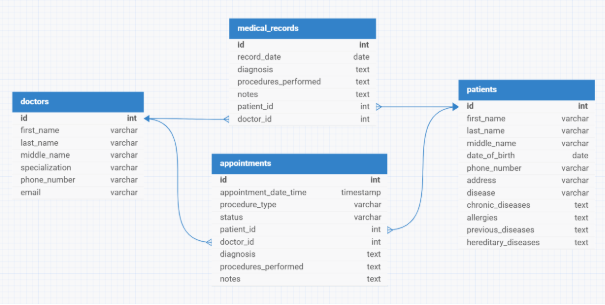 medical_records
id int
record_date date
diagnosis text
procedures_performed text
notes text
patient_id int
doctor_id int
doctors
id int
first_name varchar
last_name varchar
middle_name varchar
specialization varchar
phone_number varchar
email varchar
patients
id int
first_name varchar
last_name varchar
middle_name varchar
date_of_birth date
phone_number varchar
address varchar
disease varchar
chronic_diseases text
allergies text
previous_diseases text
hereditary_diseases text
appointments
id int
appointment_date_time timestamp
procedure_type varchar
status varchar
patient_id int
doctor_id int
diagnosis text
procedures_performed text
notes text